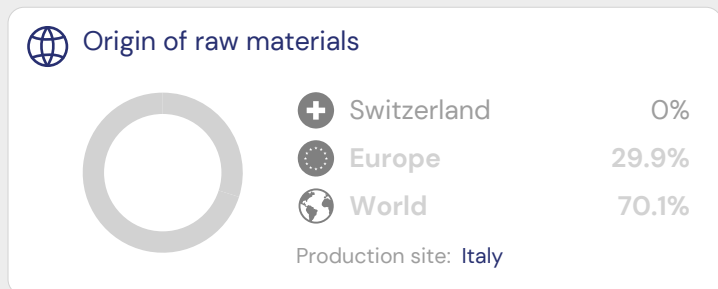 Origin of raw materials
Switzerland 0%
Europe 29.9%
World 70.1%
Production site: Italy